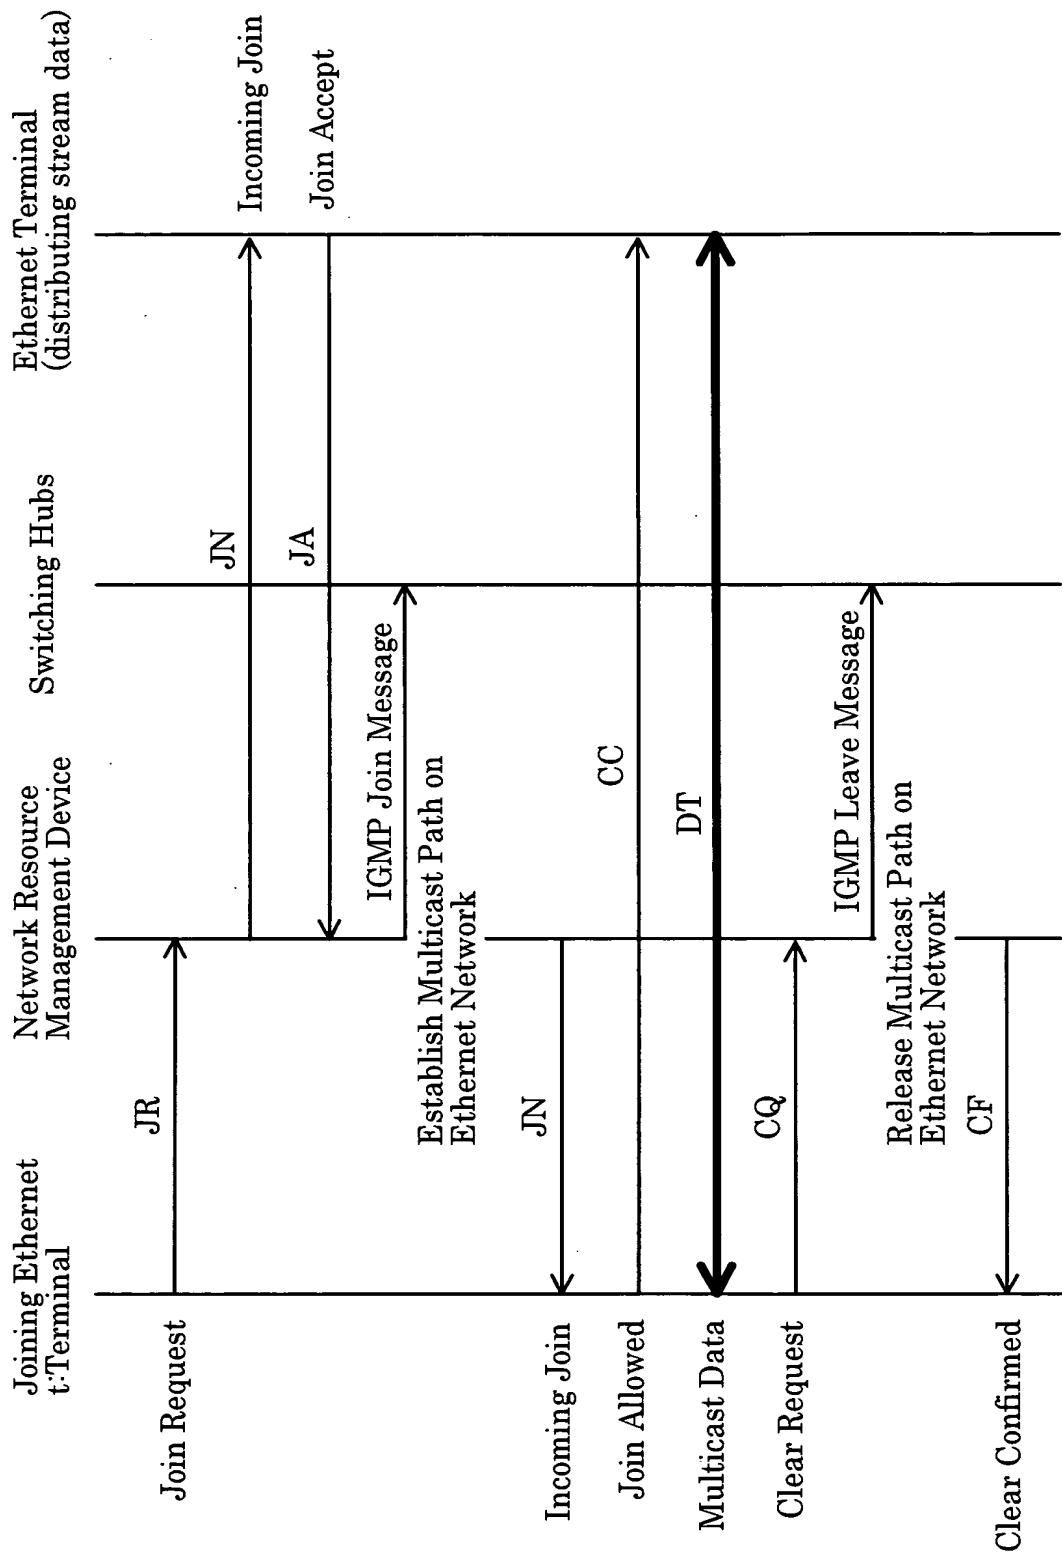 Joining Ethernet
t·Terminal
Network Resource
Management Device
Switching Hubs
Ethernet Terminal
(distributing stream data)
Join Request
JR
JN
Incoming Join
JA
Join Accept
IGMP Join Message
Establish Multicast Path on
Ethernet Network
Incoming Join
JN
Join Allowed
CC
Multicast Data
DT
Clear Request
CQ
IGMP Leave Message
Release Multicast Path on
Ethernet Network
Clear Confirmed
CF